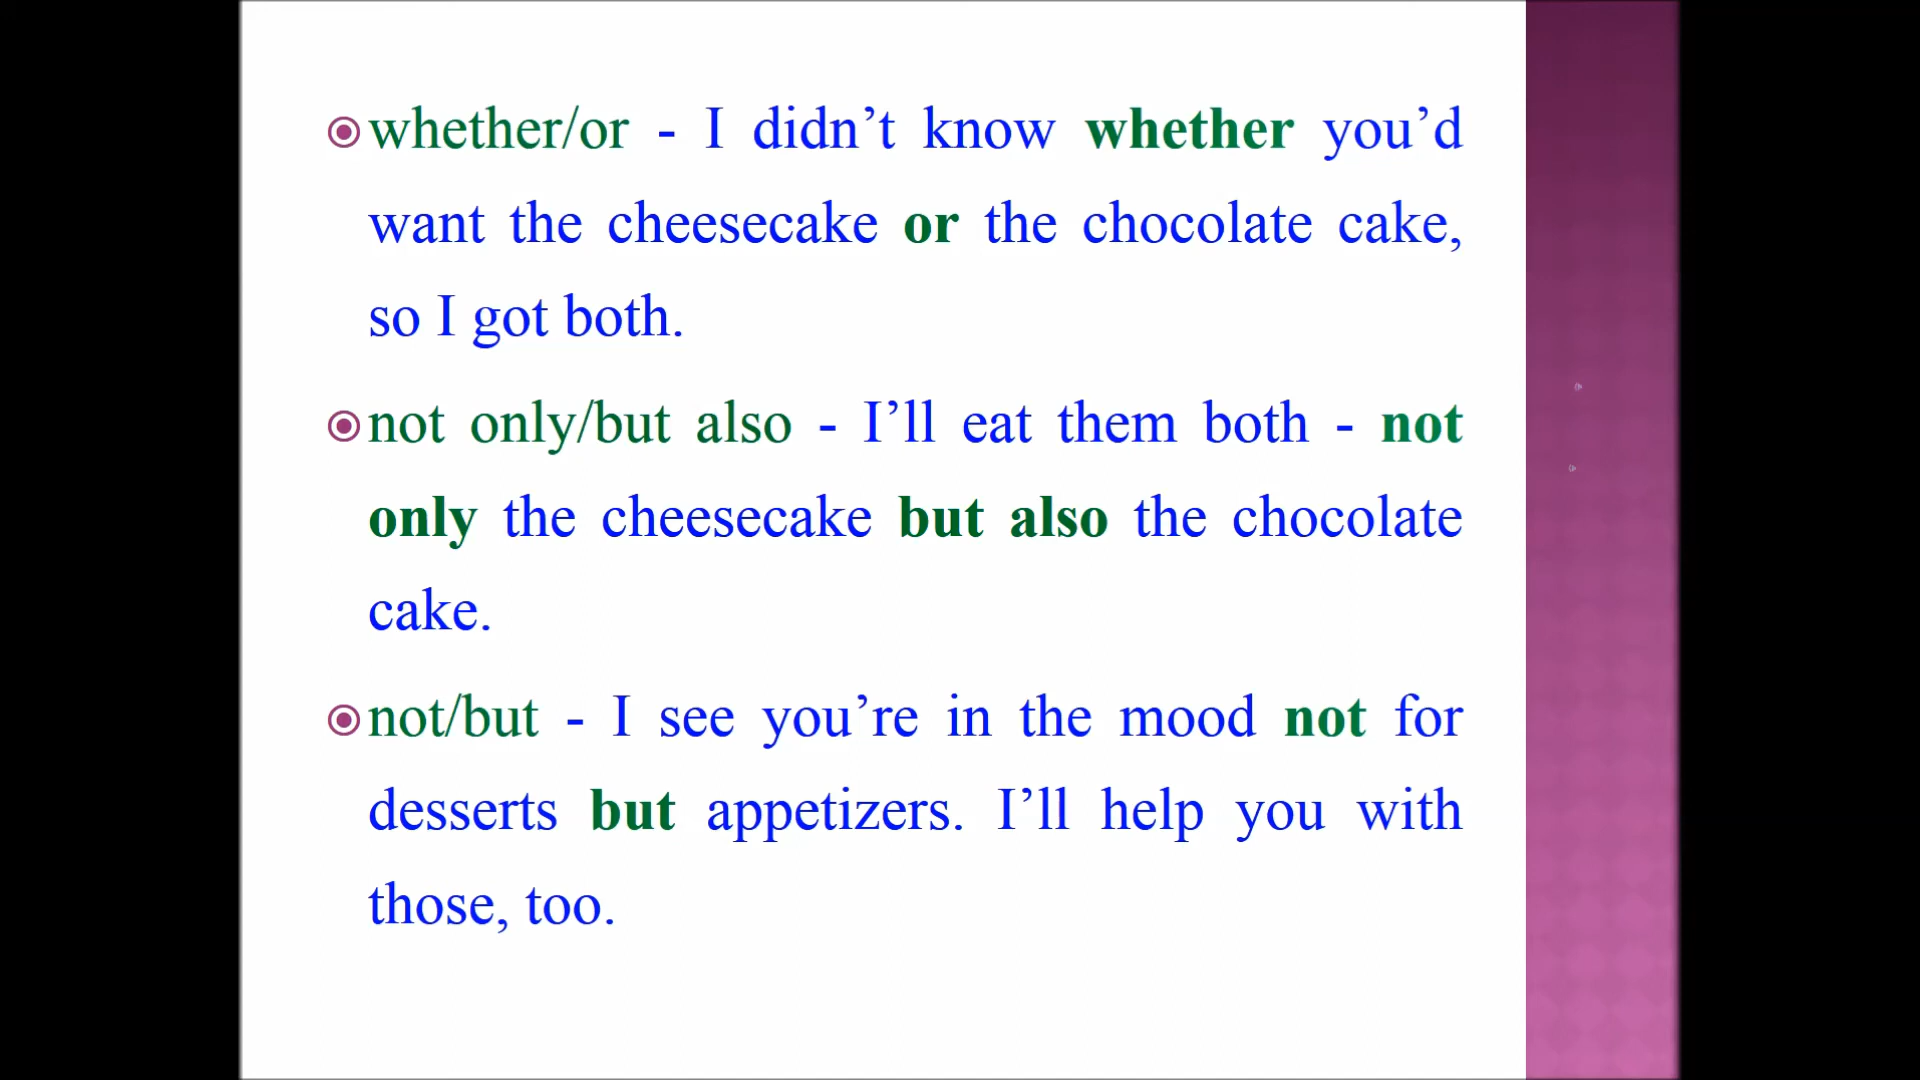 whether/or - I didn’t know whether you’d
want the cheesecake or the chocolate cake,
so I got both.
not only/but also - I’ll eat them both - not
only the cheesecake but also the chocolate
cake.
not/but - I see you’re in the mood not for
desserts but appetizers. I’ll help you with
those, too.